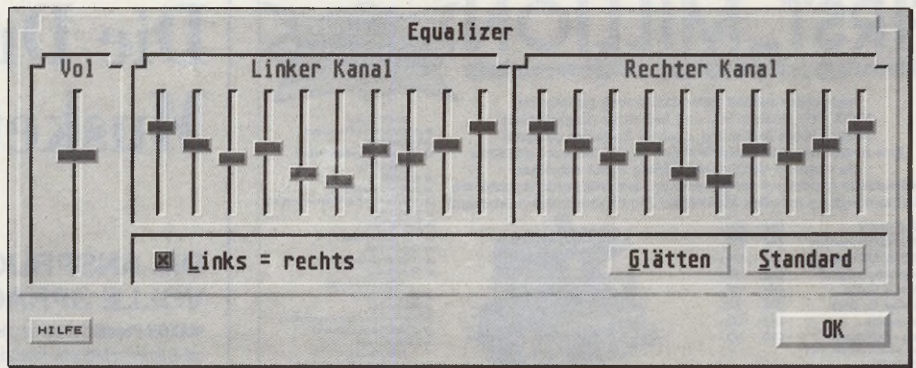 Equalizer
Vol
Linker Kanal
Rechter Kanal
Links = rechts
Glätten
Standard
HILFE
OK